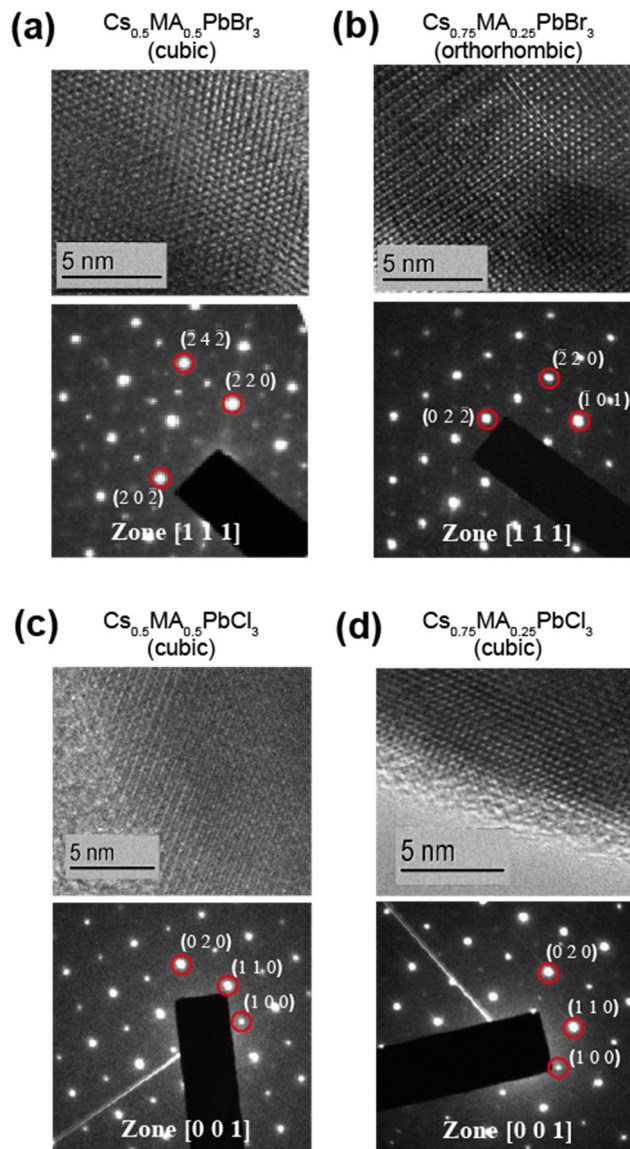 (a)
Cs₀.₅MA₀.₅PbBr₃
(cubic)
(b)
Cs₀.₇₅MA₀.₂₅PbBr₃
(orthorhombic)
5 nm
5 nm
(2̄ 4 2̄)
(2̄ 2 0)
(2 0 2̄)
Zone [1 1 1]
(2̄ 2 0)
(1̄ 0 1)
(0 2 2̄)
Zone [1 1 1]
(c)
Cs₀.₅MA₀.₅PbCl₃
(cubic)
(d)
Cs₀.₇₅MA₀.₂₅PbCl₃
(cubic)
5 nm
5 nm
(0 2 0)
(1 1 0)
(1 0 0)
Zone [0 0 1]
(0̄ 2 0)
(1 1 0)
(1 0 0)
Zone [0 0 1]